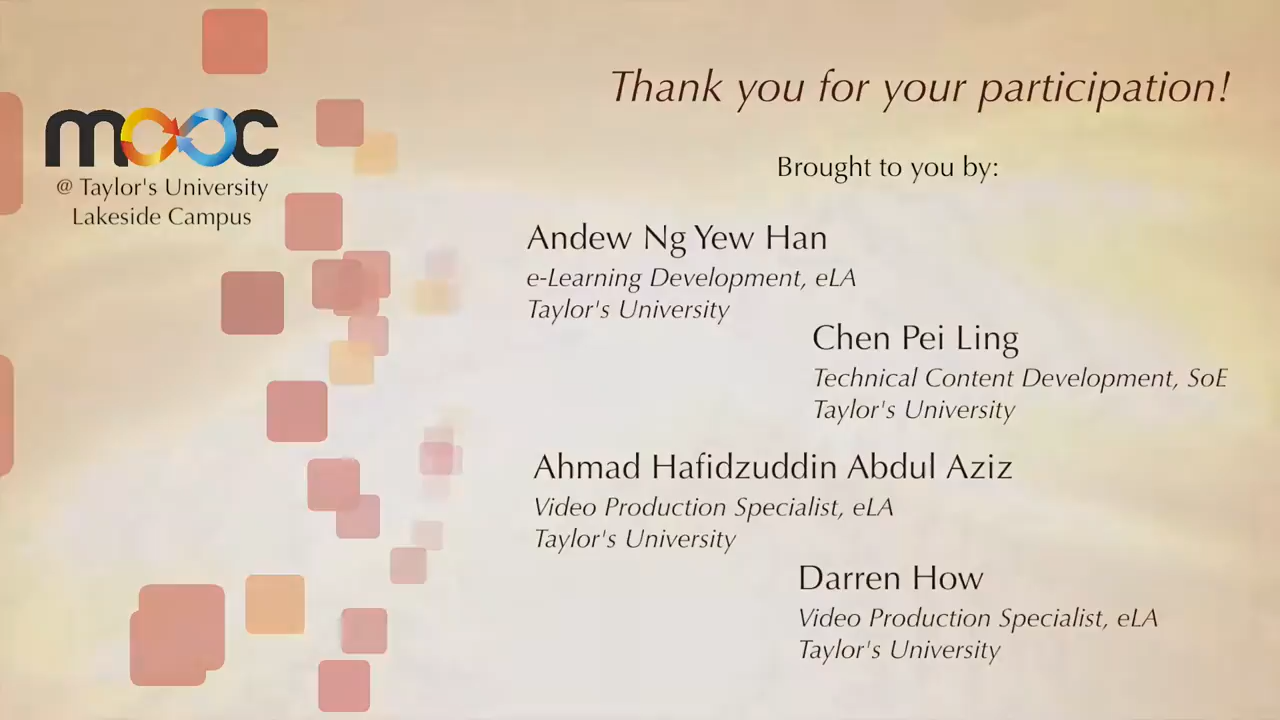 mooc
@ Taylor's University
Lakeside Campus
Thank you for your participation!
Brought to you by:
Andew Ng Yew Han
e-Learning Development, eLA
Taylor's University
Chen Pei Ling
Technical Content Development, SoE
Taylor's University
Ahmad Hafidzuddin Abdul Aziz
Video Production Specialist, eLA
Taylor's University
Darren How
Video Production Specialist, eLA
Taylor's University